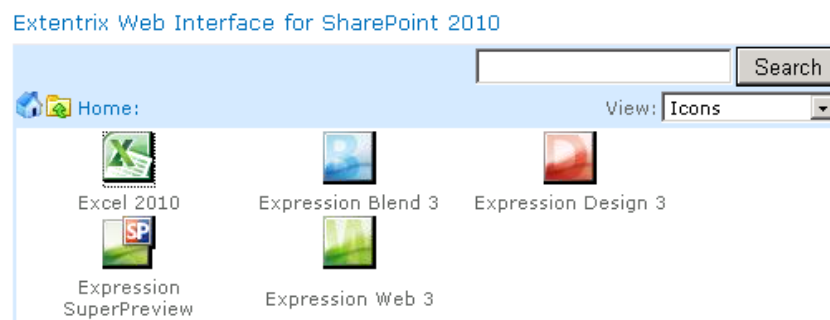 Extentrix Web Interface for SharePoint 2010
Search
Home:
View: Icons
Excel 2010
Expression Blend 3
Expression Design 3
SP
Expression
SuperPreview
Expression Web 3